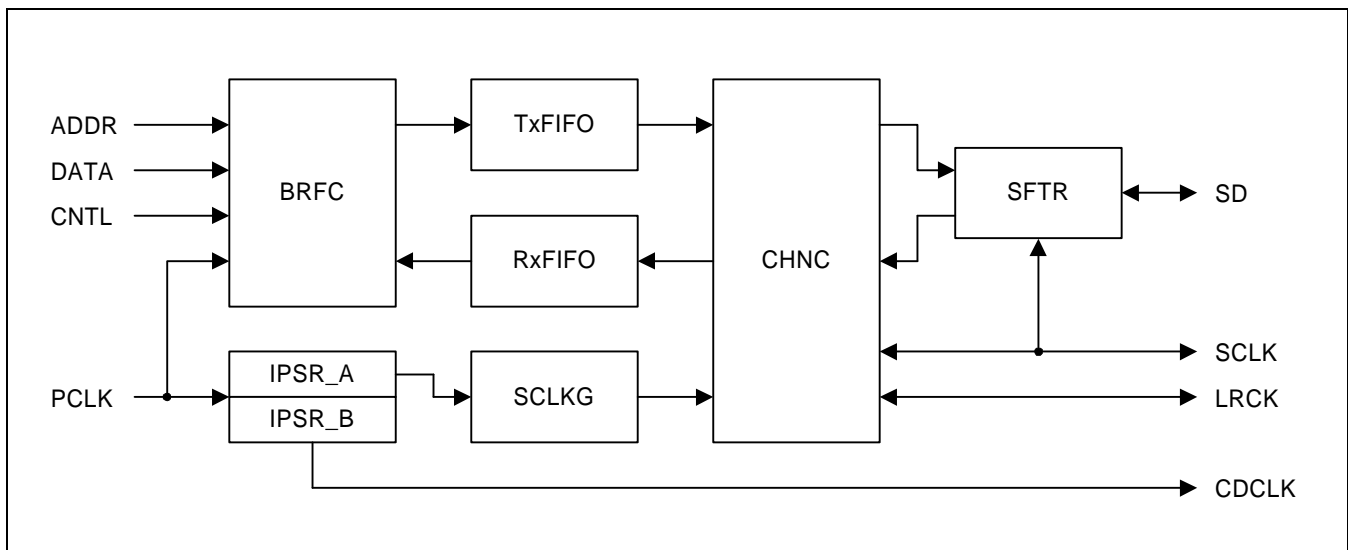 ADDR
DATA
CNTL
PCLK
BRFC
TxFIFO
RxFIFO
IPSR_A
IPSR_B
SCLKG
CHNC
SFTR
SD
SCLK
LRCK
CDCLK